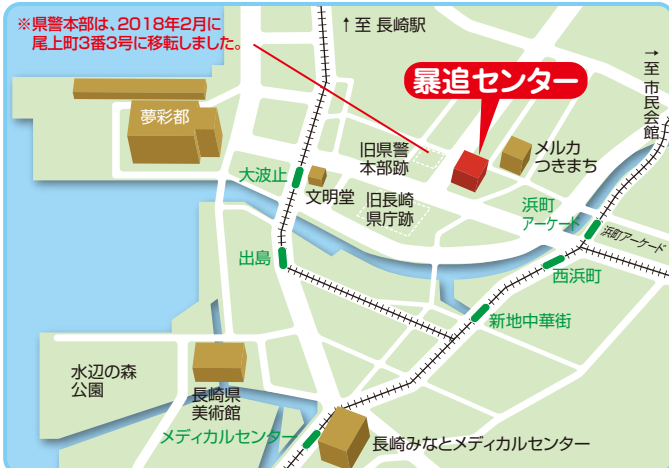 ※県警本部は、2018年2月に
尾上町3番3号に移転しました。
↑至 長崎駅
→至 市民会館
暴追センター
夢彩都
旧県警
本部跡
メルカ
つきまち
大波止
文明堂
旧長崎
県庁跡
浜町
アーケード
浜町アーケード
出島
西浜町
新地中華街
水辺の森
公園
長崎県
美術館
メディカルセンター
長崎みなとメディカルセンター